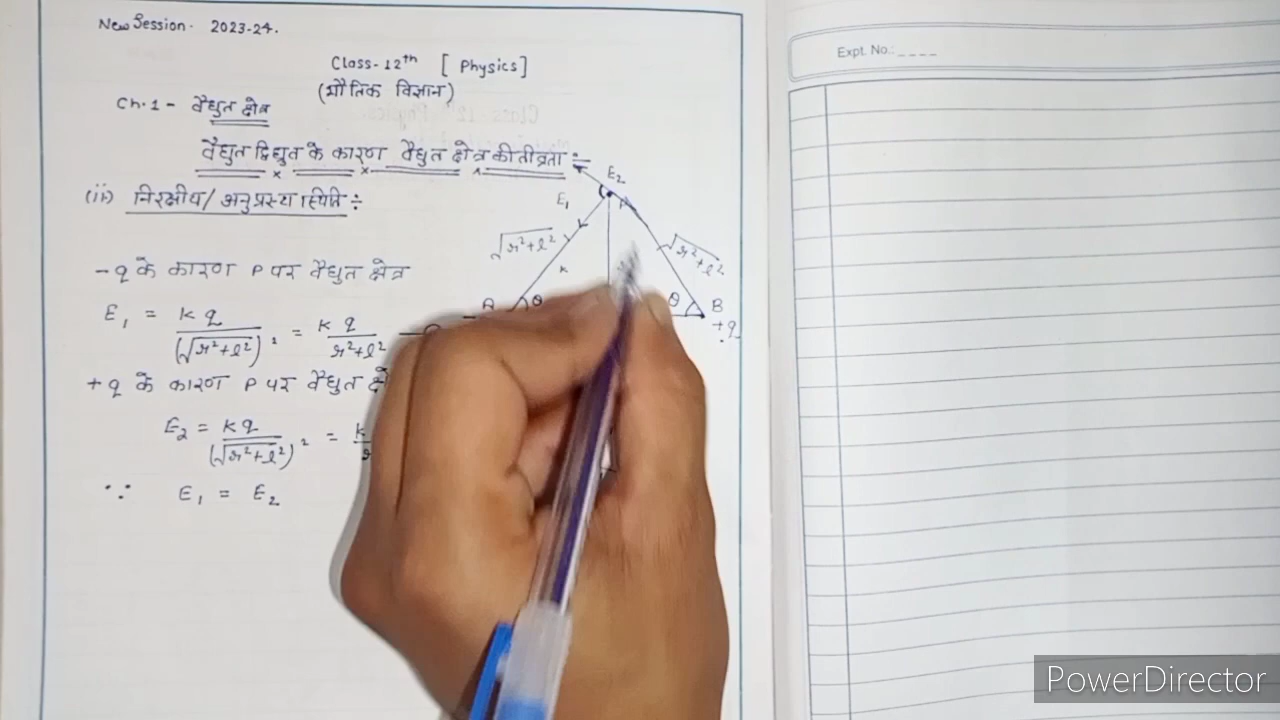 New Session. 2023-24.
Class-12th [Physics]
(भौतिक विज्ञान)
Ch.1- वैद्युत क्षेत्र
वैद्युत द्विध्रुव के कारण वैद्युत क्षेत्र की तीव्रता ÷
(ii) निरक्षीय/अनुप्रस्थ स्थिति ÷
E₂
E₁
P
√r²+l²
√r²+l²
-q के कारण P पर वैद्युत क्षेत्र
A θ
θ B
+q
E₁ = kq/(√r²+l²)² = kq/r²+l²
+q के कारण P पर वैद्युत
E₂ = kq/(√r²+l²)² =
∵ E₁ = E₂
Expt. No.:____
PowerDirector